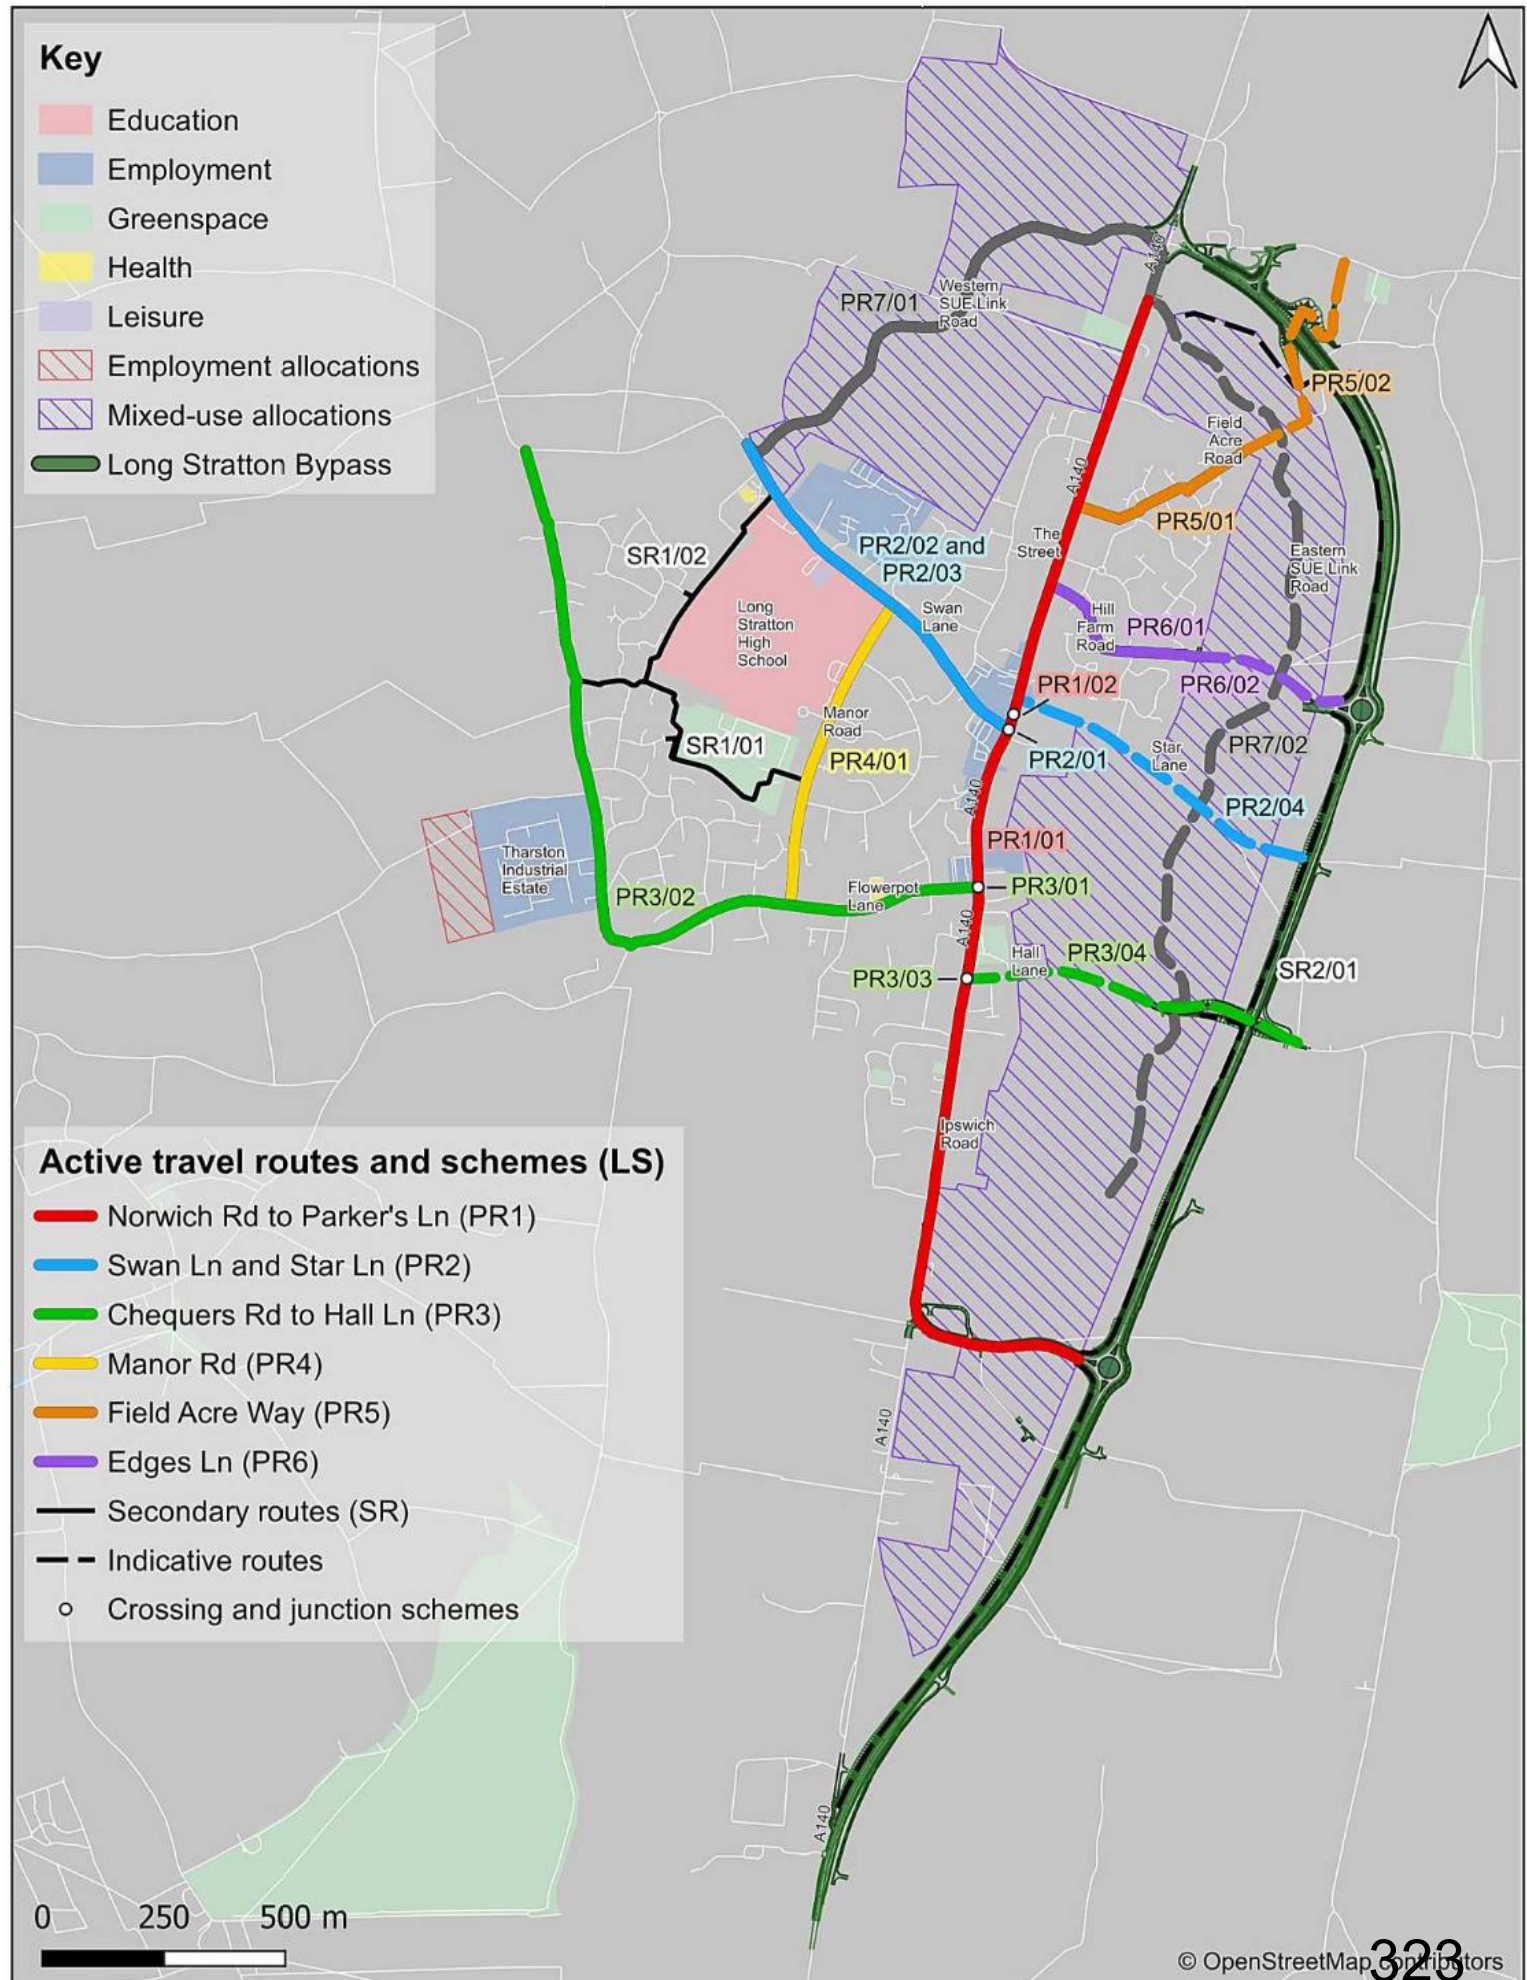 Key
Education
Employment
Greenspace
Health
Leisure
Employment allocations
Mixed-use allocations
Long Stratton Bypass
A140
PR7/01
Western
SUE Link
Road
PR5/02
Field
Acre
Road
A140
PR5/01
SR1/02
PR2/02 and
PR2/03
The
Street
Eastern
SUE Link
Road
Long
Stratton
High
School
Swan
Lane
Hill
Farm
Road
PR6/01
PR1/02
PR6/02
Manor
Road
SR1/01
PR4/01
PR2/01
Star
Lane
PR7/02
A140
PR2/04
PR1/01
Tharston
Industrial
Estate
PR3/02
Flowerpot
Lane
PR3/01
A140
Hall
Lane
PR3/04
PR3/03
SR2/01
Ipswich
Road
Active travel routes and schemes (LS)
Norwich Rd to Parker's Ln (PR1)
Swan Ln and Star Ln (PR2)
Chequers Rd to Hall Ln (PR3)
Manor Rd (PR4)
Field Acre Way (PR5)
Edges Ln (PR6)
Secondary routes (SR)
Indicative routes
Crossing and junction schemes
A140
A140
0 250 500 m
© OpenStreetMap contributors
323